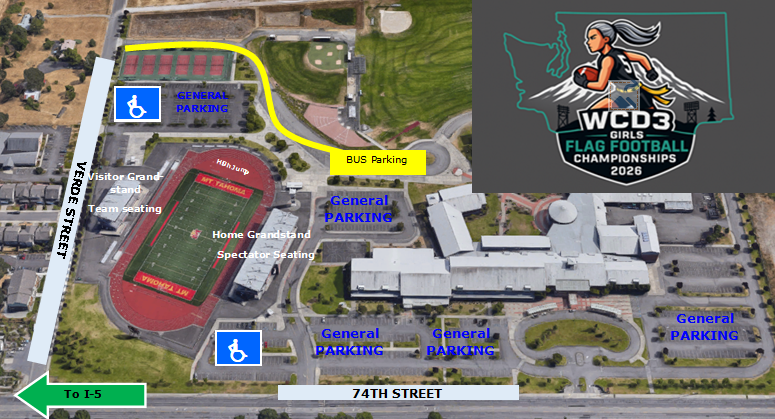 WCD3
GIRLS
FLAG FOOTBALL
CHAMPIONSHIPS
2026
GENERAL
PARKING
BUS Parking
VERDE STREET
HighJump
MT TAHOMA
Visitor Grand-
stand
Team seating
General
PARKING
Home Grandstand
Spectator Seating
MT TAHOMA
General
PARKING
General
PARKING
General
PARKING
To I-5
74TH STREET